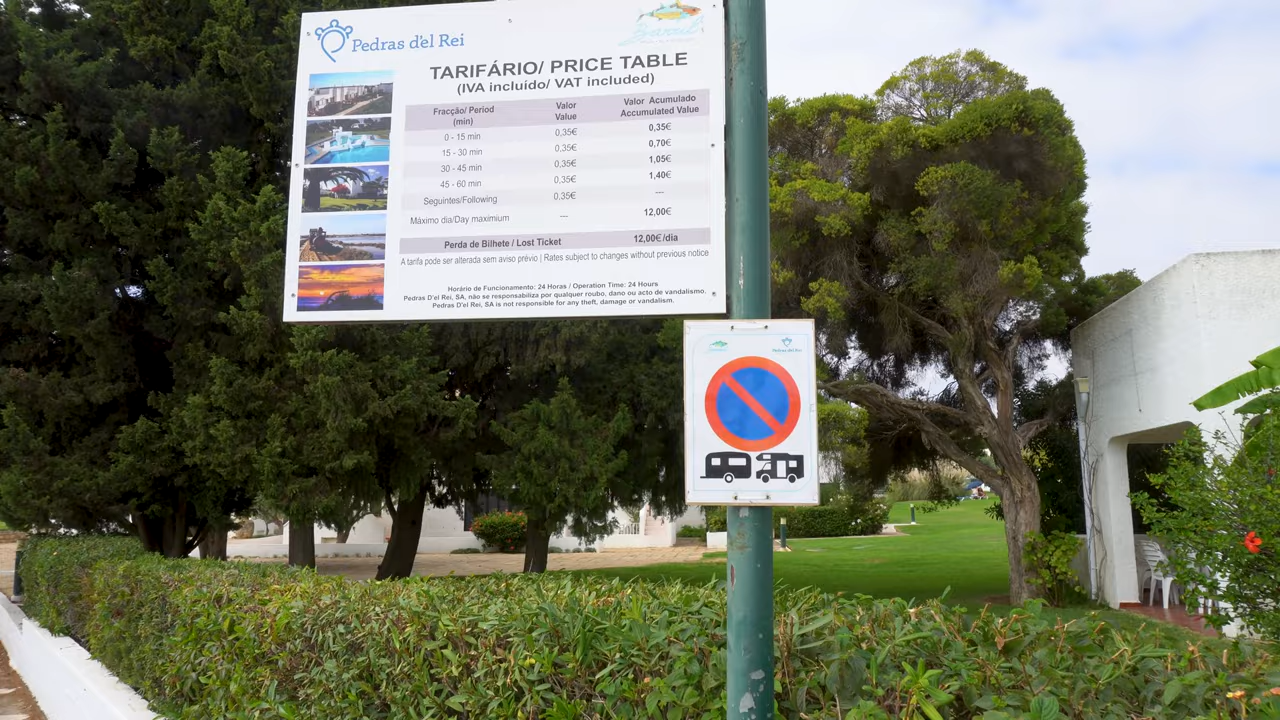 Pedras d'el Rei
Barril
TARIFÁRIO/ PRICE TABLE
(IVA incluido/ VAT included)
Fracção/ Period
(min)
Valor
Value
Valor Acumulado
Accumulated Value
0 - 15 min 0,35€ 0,35€
15 - 30 min 0,35€ 0,70€
30 - 45 min 0,35€ 1,05€
45 - 60 min 0,35€ 1,40€
Seguintes/Following 0,35€ ---
Máximo dia/Day maximium --- 12,00€
Perda de Bilhete / Lost Ticket 12,00€/dia
A tarifa pode ser alterada sem aviso prévio | Rates subject to changes without previous notice
Horário de Funcionamento: 24 Horas / Operation Time: 24 Hours
Pedras D'el Rei, SA, não se responsabiliza por qualquer roubo, dano ou acto de vandalismo.
Pedras D'el Rei, SA is not responsible for any theft, damage or vandalism.
Pedras del Rei